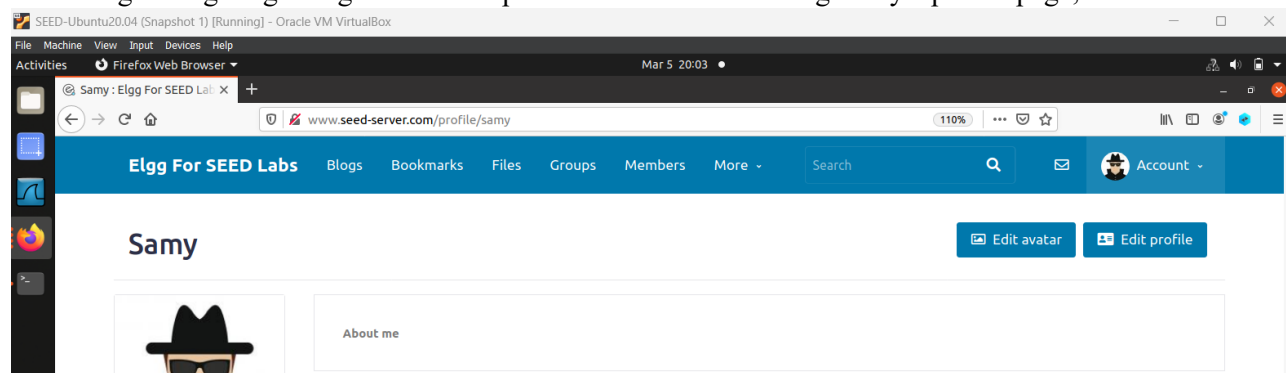 SEED-Ubuntu20.04 (Snapshot 1) [Running] - Oracle VM VirtualBox
File Machine View Input Devices Help
Activities Firefox Web Browser Mar 5 20:03
Samy : Elgg For SEED Lab
www.seed-server.com/profile/samy 110%
Elgg For SEED Labs Blogs Bookmarks Files Groups Members More Search Account
Samy Edit avatar Edit profile
About me